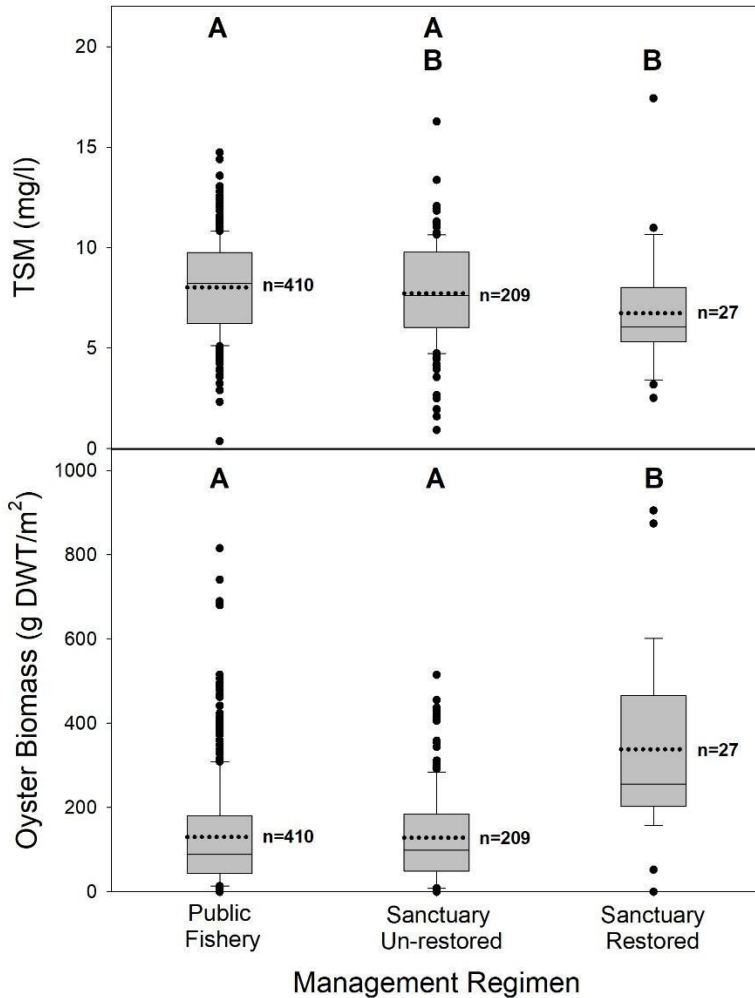 A A B
B
20
15
10
5
0
TSM (mg/l)
n=410
n=209
n=27
A A B
1000
800
600
400
200
0
Oyster Biomass (g DWT/m²)
n=410
n=209
n=27
Public
Fishery
Sanctuary
Un-restored
Sanctuary
Restored
Management Regimen